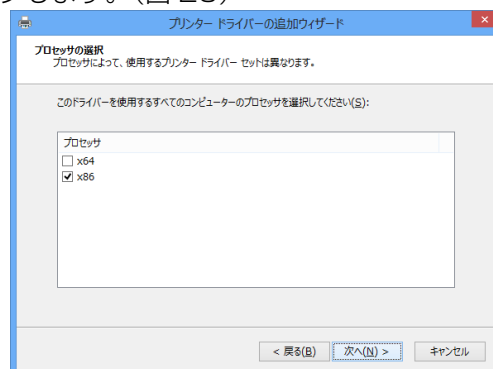 します。(図 28)
プリンター ドライバーの追加ウィザード
プロセッサの選択
プロセッサによって、使用するプリンター ドライバー セットは異なります。
このドライバーを使用するすべてのコンピューターのプロセッサを選択してください(S):
プロセッサ
x64
x86
< 戻る(B) 次へ(N) > キャンセル